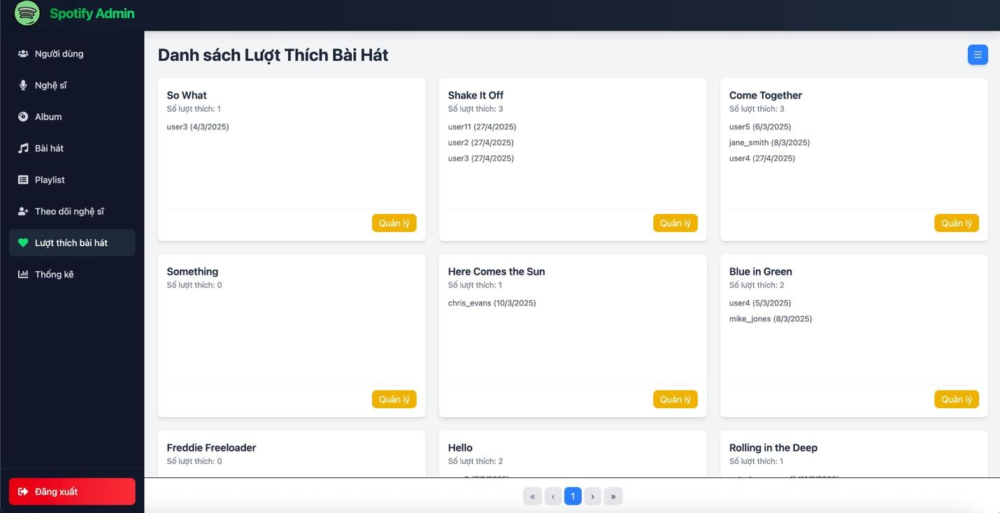 Spotify Admin
Người dùng
Nghệ sĩ
Album
Bài hát
Playlist
Theo dõi nghệ sĩ
Lượt thích bài hát
Thống kê
Đăng xuất
Danh sách Lượt Thích Bài Hát
So What
Số lượt thích: 1
user3 (4/3/2025)
Quản lý
Shake It Off
Số lượt thích: 3
user11 (27/4/2025)
user2 (27/4/2025)
user3 (27/4/2025)
Quản lý
Come Together
Số lượt thích: 3
user5 (6/3/2025)
jane_smith (8/3/2025)
user4 (27/4/2025)
Quản lý
Something
Số lượt thích: 0
Quản lý
Here Comes the Sun
Số lượt thích: 1
chris_evans (10/3/2025)
Quản lý
Blue in Green
Số lượt thích: 2
user4 (5/3/2025)
mike_jones (8/3/2025)
Quản lý
Freddie Freeloader
Số lượt thích: 0
Hello
Số lượt thích: 2
Rolling in the Deep
Số lượt thích: 1
« ‹ 1 › »